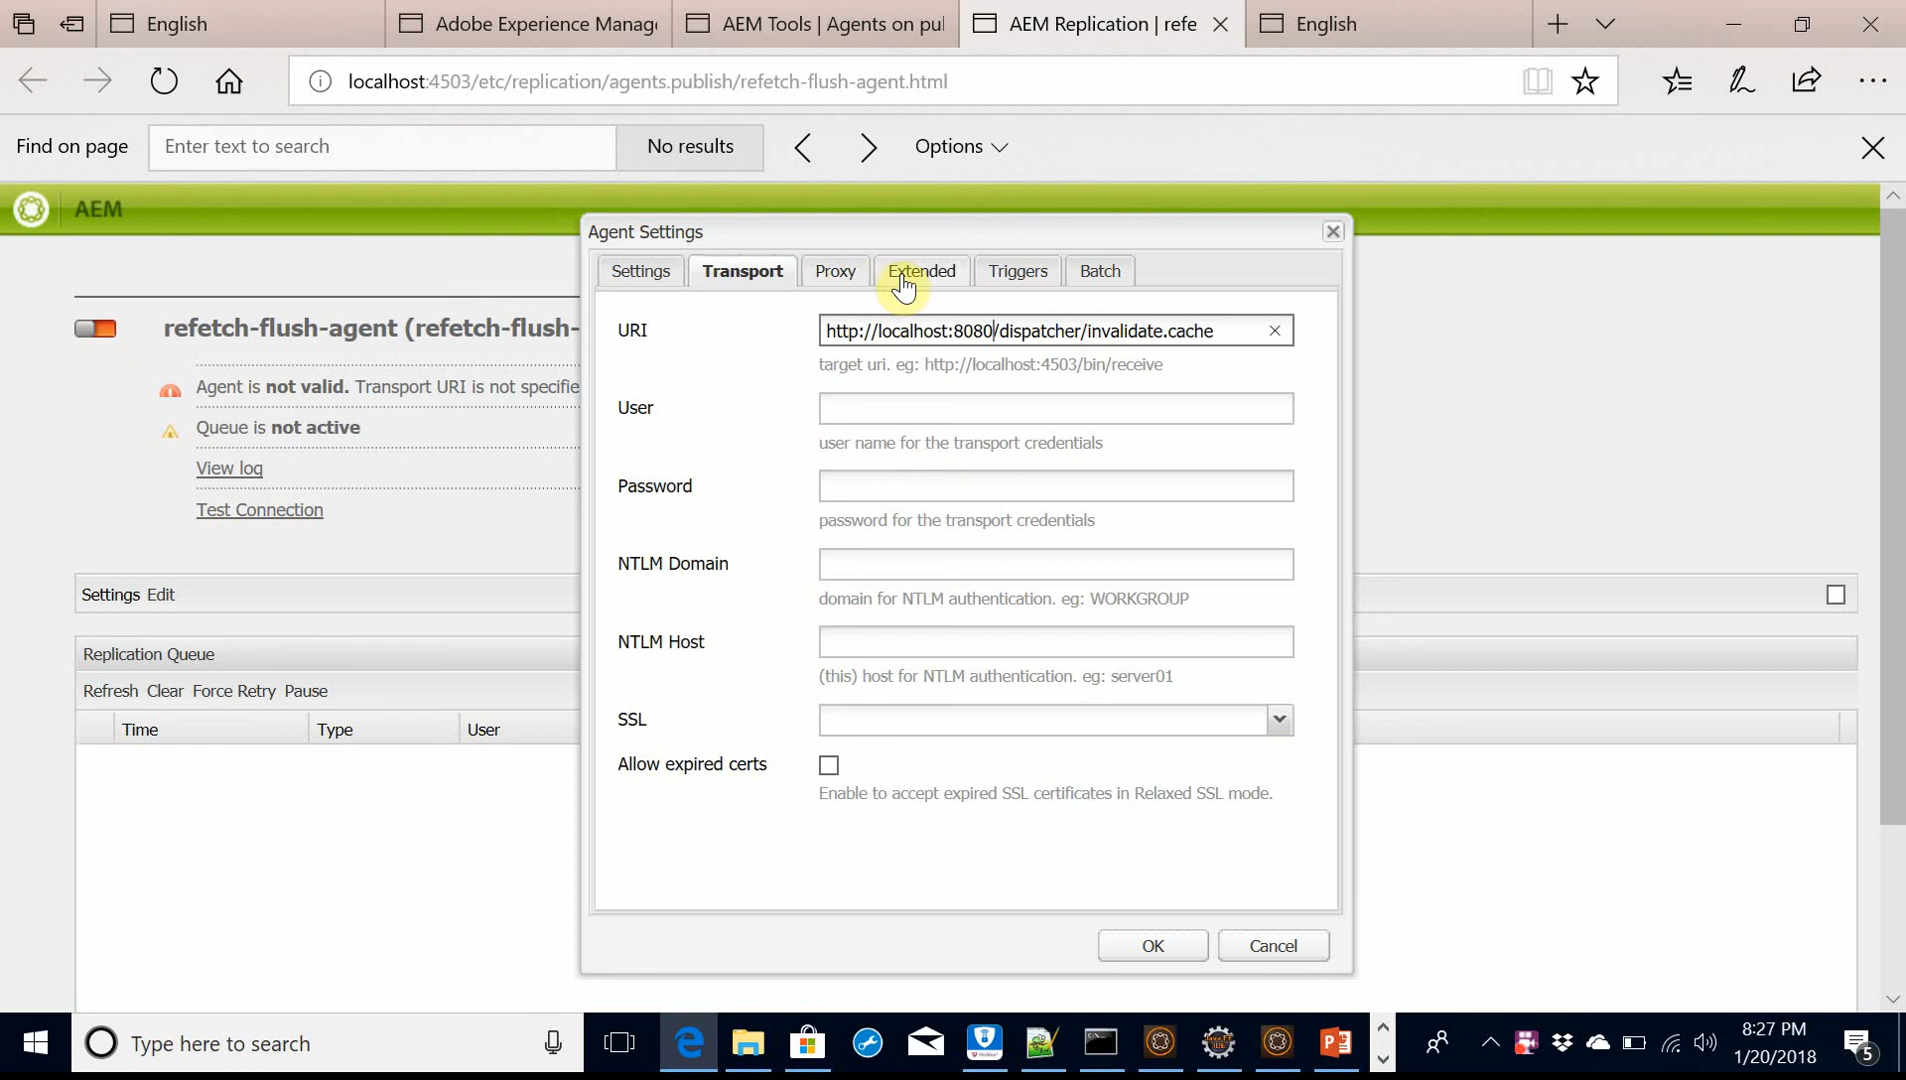 English
Adobe Experience Manag
AEM Tools | Agents on pul
AEM Replication | refe
English
localhost:4503/etc/replication/agents.publish/refetch-flush-agent.html
Find on page
Enter text to search
No results
Options
AEM
Agent Settings
Settings
Transport
Proxy
Extended
Triggers
Batch
refetch-flush-agent (refetch-flush-
Agent is not valid. Transport URI is not specifie
Queue is not active
View log
Test Connection
URI
http://localhost:8080/dispatcher/invalidate.cache
target uri. eg: http://localhost:4503/bin/receive
User
user name for the transport credentials
Password
password for the transport credentials
NTLM Domain
domain for NTLM authentication. eg: WORKGROUP
NTLM Host
(this) host for NTLM authentication. eg: server01
SSL
Allow expired certs
Enable to accept expired SSL certificates in Relaxed SSL mode.
OK
Cancel
Settings Edit
Replication Queue
Refresh Clear Force Retry Pause
Time
Type
User
Type here to search
8:27 PM
1/20/2018
5